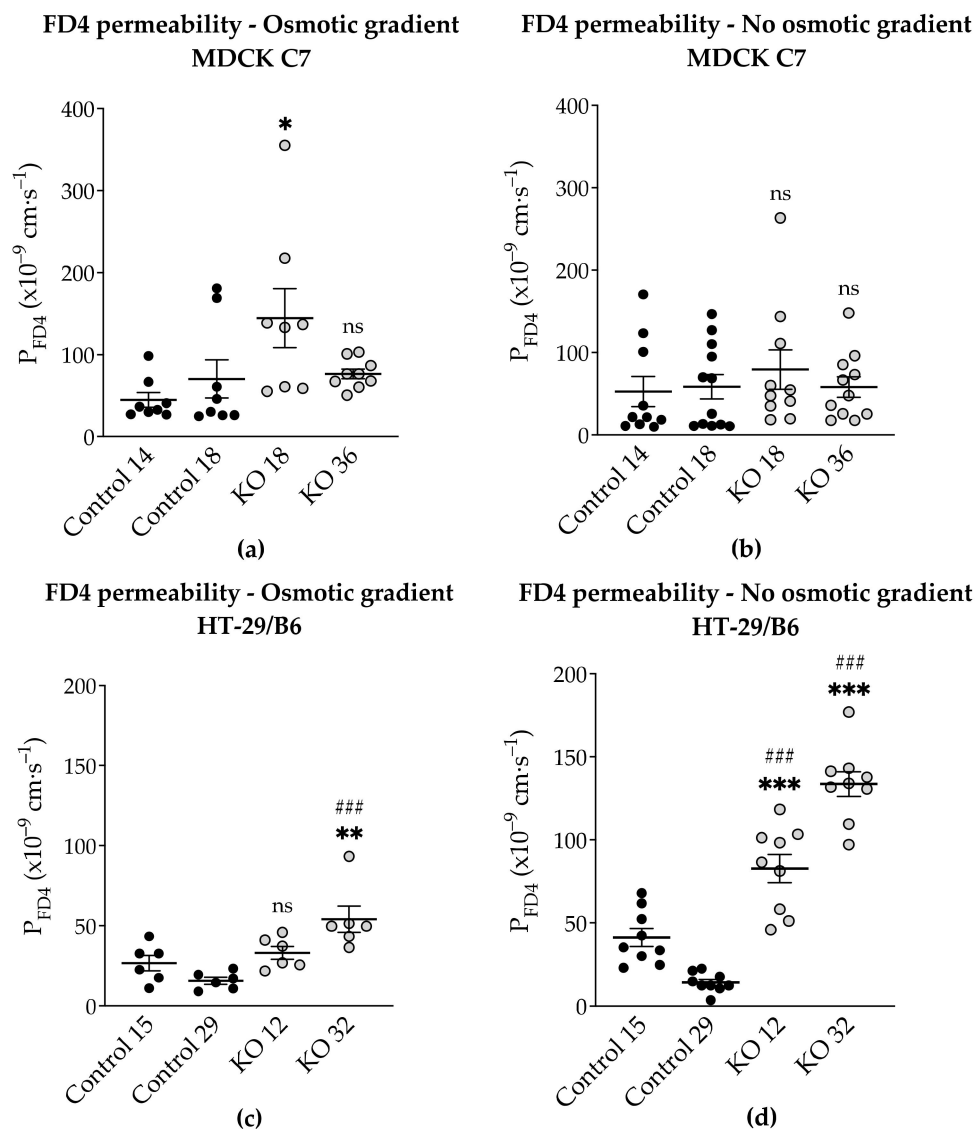 FD4 permeability - Osmotic gradient
MDCK C7
400
300
200
100
0
P_FD4 (x10⁻⁹ cm·s⁻¹)
*
ns
Control 14
Control 18
KO 18
KO 36
(a)
FD4 permeability - No osmotic gradient
MDCK C7
400
300
200
100
0
P_FD4 (x10⁻⁹ cm·s⁻¹)
ns
ns
Control 14
Control 18
KO 18
KO 36
(b)
FD4 permeability - Osmotic gradient
HT-29/B6
200
150
100
50
0
P_FD4 (x10⁻⁹ cm·s⁻¹)
ns
###
**
Control 15
Control 29
KO 12
KO 32
(c)
FD4 permeability - No osmotic gradient
HT-29/B6
200
150
100
50
0
P_FD4 (x10⁻⁹ cm·s⁻¹)
###
***
###
***
Control 15
Control 29
KO 12
KO 32
(d)